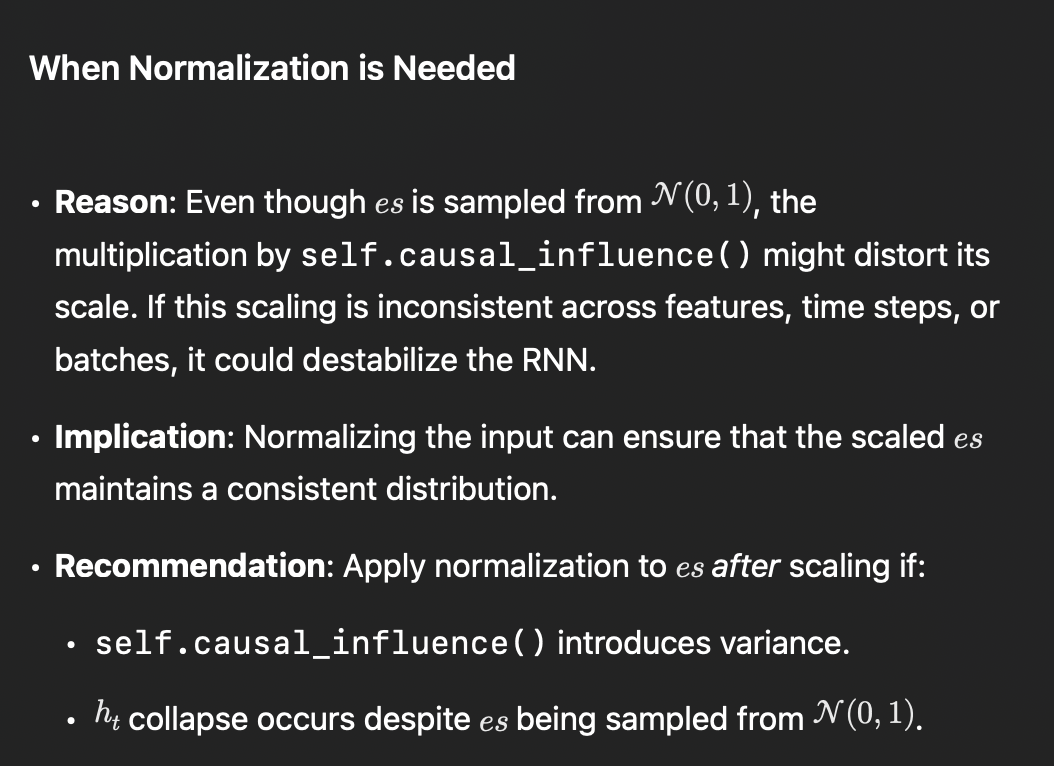 When Normalization is Needed
• Reason: Even though es is sampled from 𝒩(0, 1), the
multiplication by self.causal_influence() might distort its
scale. If this scaling is inconsistent across features, time steps, or
batches, it could destabilize the RNN.
• Implication: Normalizing the input can ensure that the scaled es
maintains a consistent distribution.
• Recommendation: Apply normalization to es after scaling if:
• self.causal_influence() introduces variance.
• hₜ collapse occurs despite es being sampled from 𝒩(0, 1).